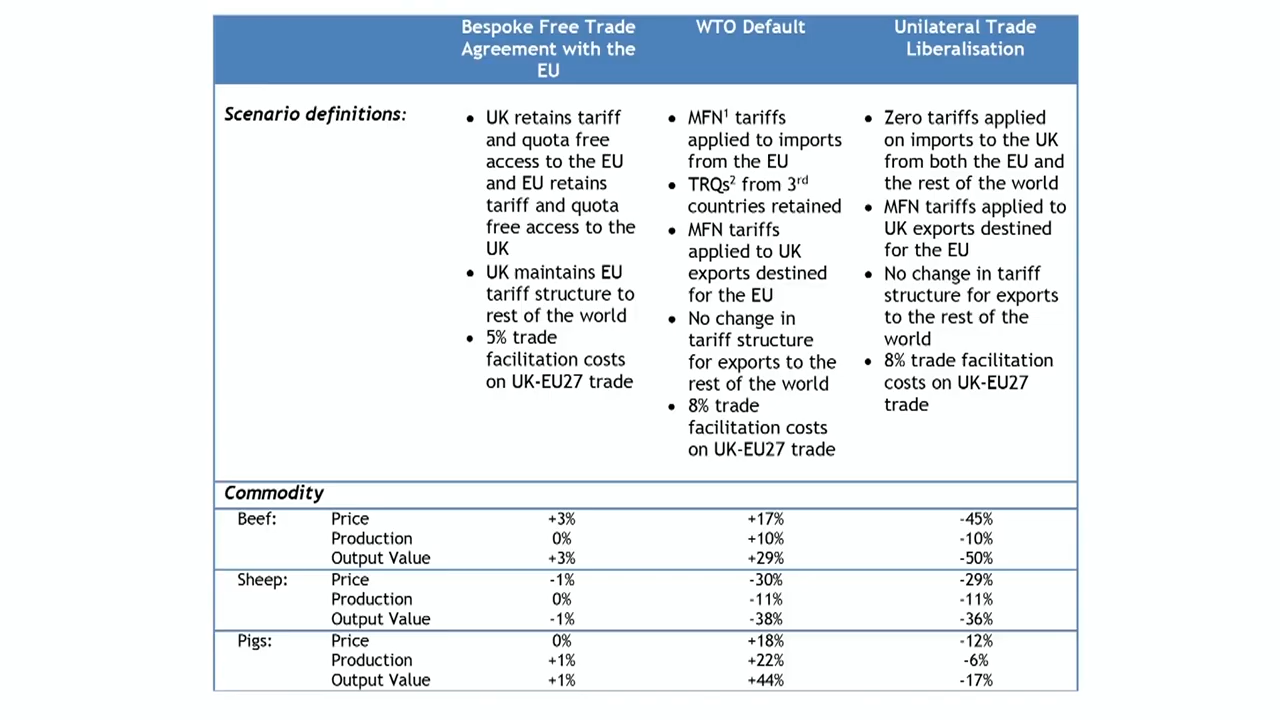 Bespoke Free Trade Agreement with the EU
WTO Default
Unilateral Trade Liberalisation
Scenario definitions:
• UK retains tariff
and quota free
access to the EU
and EU retains
tariff and quota
free access to the
UK
• UK maintains EU
tariff structure to
rest of the world
• 5% trade
facilitation costs
on UK-EU27 trade
• MFN¹ tariffs
applied to imports
from the EU
• TRQs² from 3rd
countries retained
• MFN tariffs
applied to UK
exports destined
for the EU
• No change in
tariff structure
for exports to the
rest of the world
• 8% trade
facilitation costs
on UK-EU27 trade
• Zero tariffs applied
on imports to the UK
from both the EU and
the rest of the world
• MFN tariffs applied to
UK exports destined
for the EU
• No change in tariff
structure for exports
to the rest of the
world
• 8% trade facilitation
costs on UK-EU27
trade
Commodity
Beef: Price +3% +17% -45%
Production 0% +10% -10%
Output Value +3% +29% -50%
Sheep: Price -1% -30% -29%
Production 0% -11% -11%
Output Value -1% -38% -36%
Pigs: Price 0% +18% -12%
Production +1% +22% -6%
Output Value +1% +44% -17%